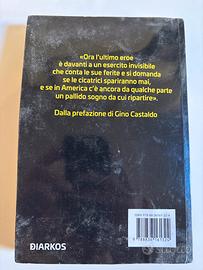 «Ora l'ultimo eroe
è davanti a un esercito invisibile
che conta le sue ferite e si domanda
se le cicatrici spariranno mai,
e se in America c'è ancora da qualche parte
un pallido sogno da cui ripartire».
Dalla prefazione di Gino Castaldo
DIARKOS
subito